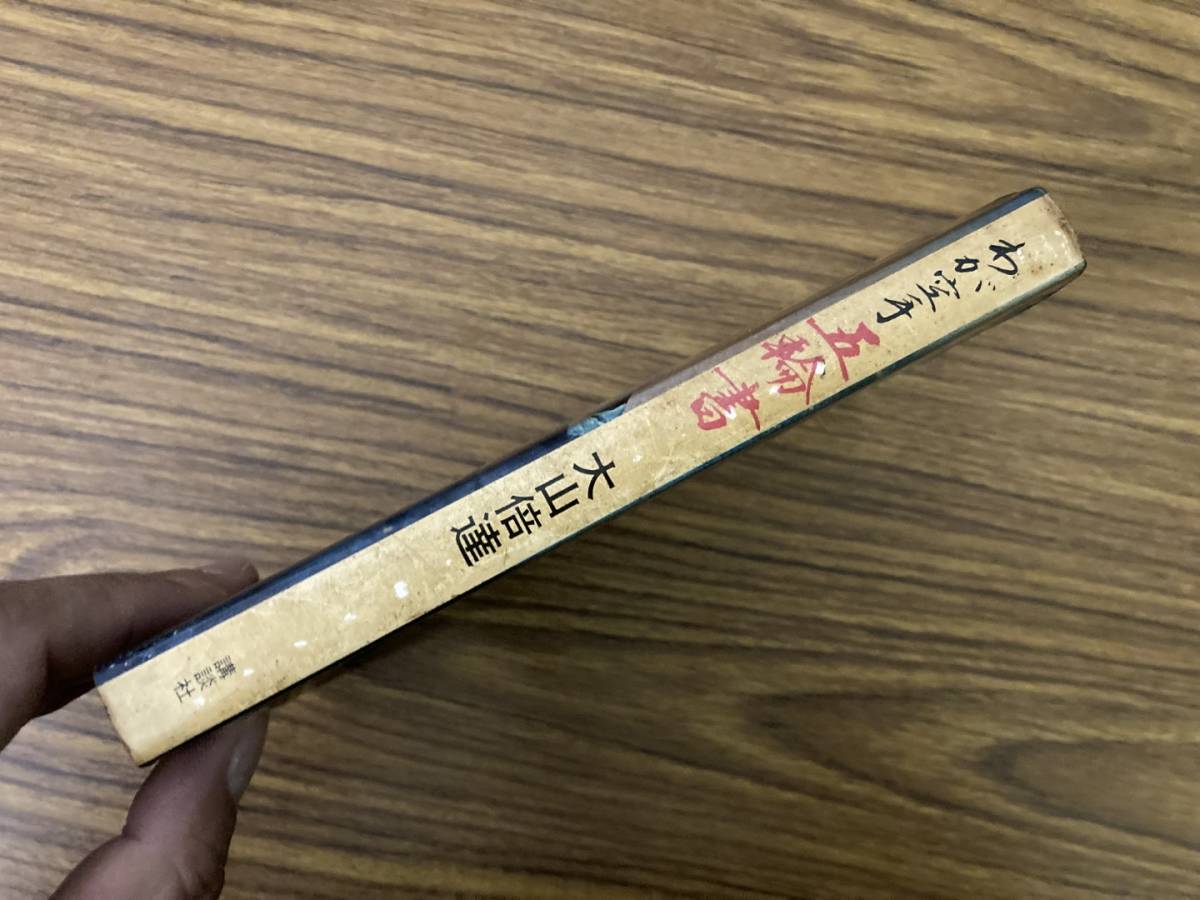 わが空手
五輪書
大山倍達
講談社